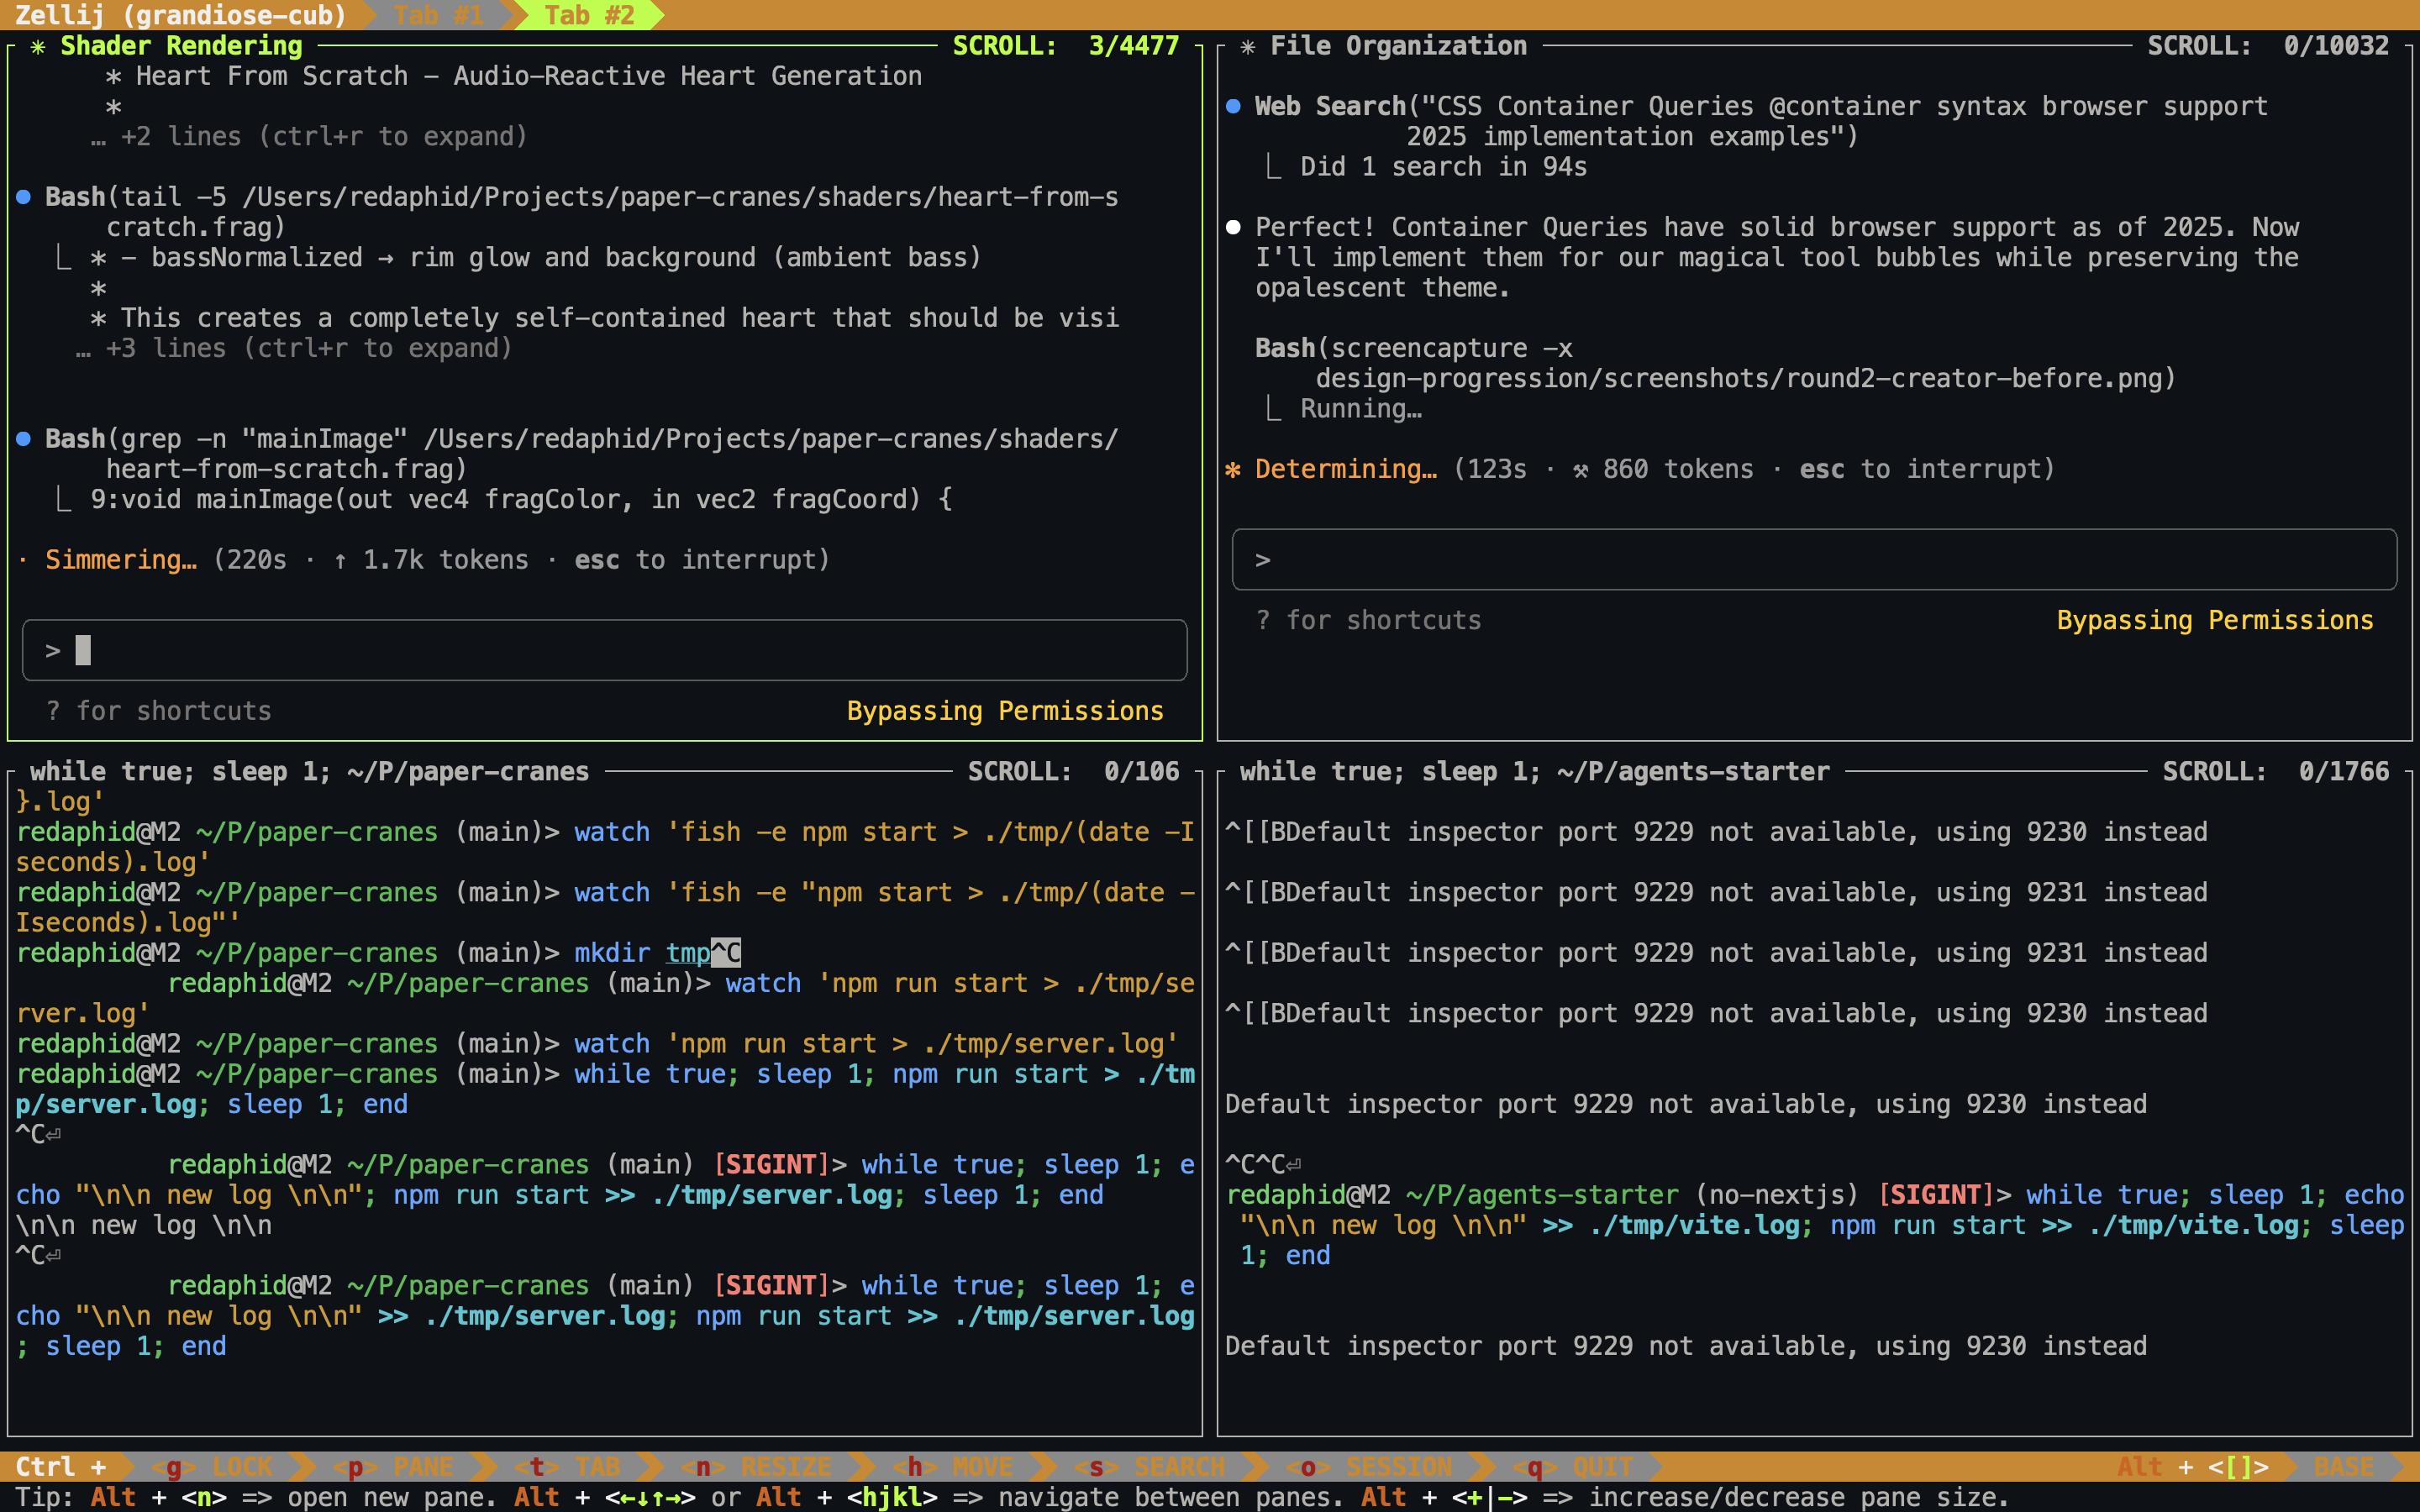 Zellij (grandiose-cub) Tab #1 Tab #2
✳ Shader Rendering SCROLL: 3/4477
* Heart From Scratch - Audio-Reactive Heart Generation
*
… +2 lines (ctrl+r to expand)
● Bash(tail -5 /Users/redaphid/Projects/paper-cranes/shaders/heart-from-s
cratch.frag)
⎿ * - bassNormalized → rim glow and background (ambient bass)
*
* This creates a completely self-contained heart that should be visi
… +3 lines (ctrl+r to expand)
● Bash(grep -n "mainImage" /Users/redaphid/Projects/paper-cranes/shaders/
heart-from-scratch.frag)
⎿ 9:void mainImage(out vec4 fragColor, in vec2 fragCoord) {
· Simmering… (220s · ↑ 1.7k tokens · esc to interrupt)
>
? for shortcuts Bypassing Permissions
✳ File Organization SCROLL: 0/10032
● Web Search("CSS Container Queries @container syntax browser support
2025 implementation examples")
⎿ Did 1 search in 94s
● Perfect! Container Queries have solid browser support as of 2025. Now
I'll implement them for our magical tool bubbles while preserving the
opalescent theme.
Bash(screencapture -x
design-progression/screenshots/round2-creator-before.png)
⎿ Running…
✻ Determining… (123s · ⚒ 860 tokens · esc to interrupt)
>
? for shortcuts Bypassing Permissions
while true; sleep 1; ~/P/paper-cranes SCROLL: 0/106
}.log'
redaphid@M2 ~/P/paper-cranes (main)> watch 'fish -e npm start > ./tmp/(date -I
seconds).log'
redaphid@M2 ~/P/paper-cranes (main)> watch 'fish -e "npm start > ./tmp/(date -
Iseconds).log"'
redaphid@M2 ~/P/paper-cranes (main)> mkdir tmp^C
redaphid@M2 ~/P/paper-cranes (main)> watch 'npm run start > ./tmp/se
rver.log'
redaphid@M2 ~/P/paper-cranes (main)> watch 'npm run start > ./tmp/server.log'
redaphid@M2 ~/P/paper-cranes (main)> while true; sleep 1; npm run start > ./tm
p/server.log; sleep 1; end
^C⏎
redaphid@M2 ~/P/paper-cranes (main) [SIGINT]> while true; sleep 1; e
cho "\n\n new log \n\n"; npm run start >> ./tmp/server.log; sleep 1; end
\n\n new log \n\n
^C⏎
redaphid@M2 ~/P/paper-cranes (main) [SIGINT]> while true; sleep 1; e
cho "\n\n new log \n\n" >> ./tmp/server.log; npm run start >> ./tmp/server.log
; sleep 1; end
while true; sleep 1; ~/P/agents-starter SCROLL: 0/1766
^[[BDefault inspector port 9229 not available, using 9230 instead
^[[BDefault inspector port 9229 not available, using 9231 instead
^[[BDefault inspector port 9229 not available, using 9231 instead
^[[BDefault inspector port 9229 not available, using 9230 instead
Default inspector port 9229 not available, using 9230 instead
^C^C⏎
redaphid@M2 ~/P/agents-starter (no-nextjs) [SIGINT]> while true; sleep 1; echo
"\n\n new log \n\n" >> ./tmp/vite.log; npm run start >> ./tmp/vite.log; sleep
1; end
Default inspector port 9229 not available, using 9230 instead
Ctrl + <g> LOCK <p> PANE <t> TAB <n> RESIZE <h> MOVE <s> SEARCH <o> SESSION <q> QUIT Alt + <[]> BASE
Tip: Alt + <n> => open new pane. Alt + <←↓↑→> or Alt + <hjkl> => navigate between panes. Alt + <+|-> => increase/decrease pane size.